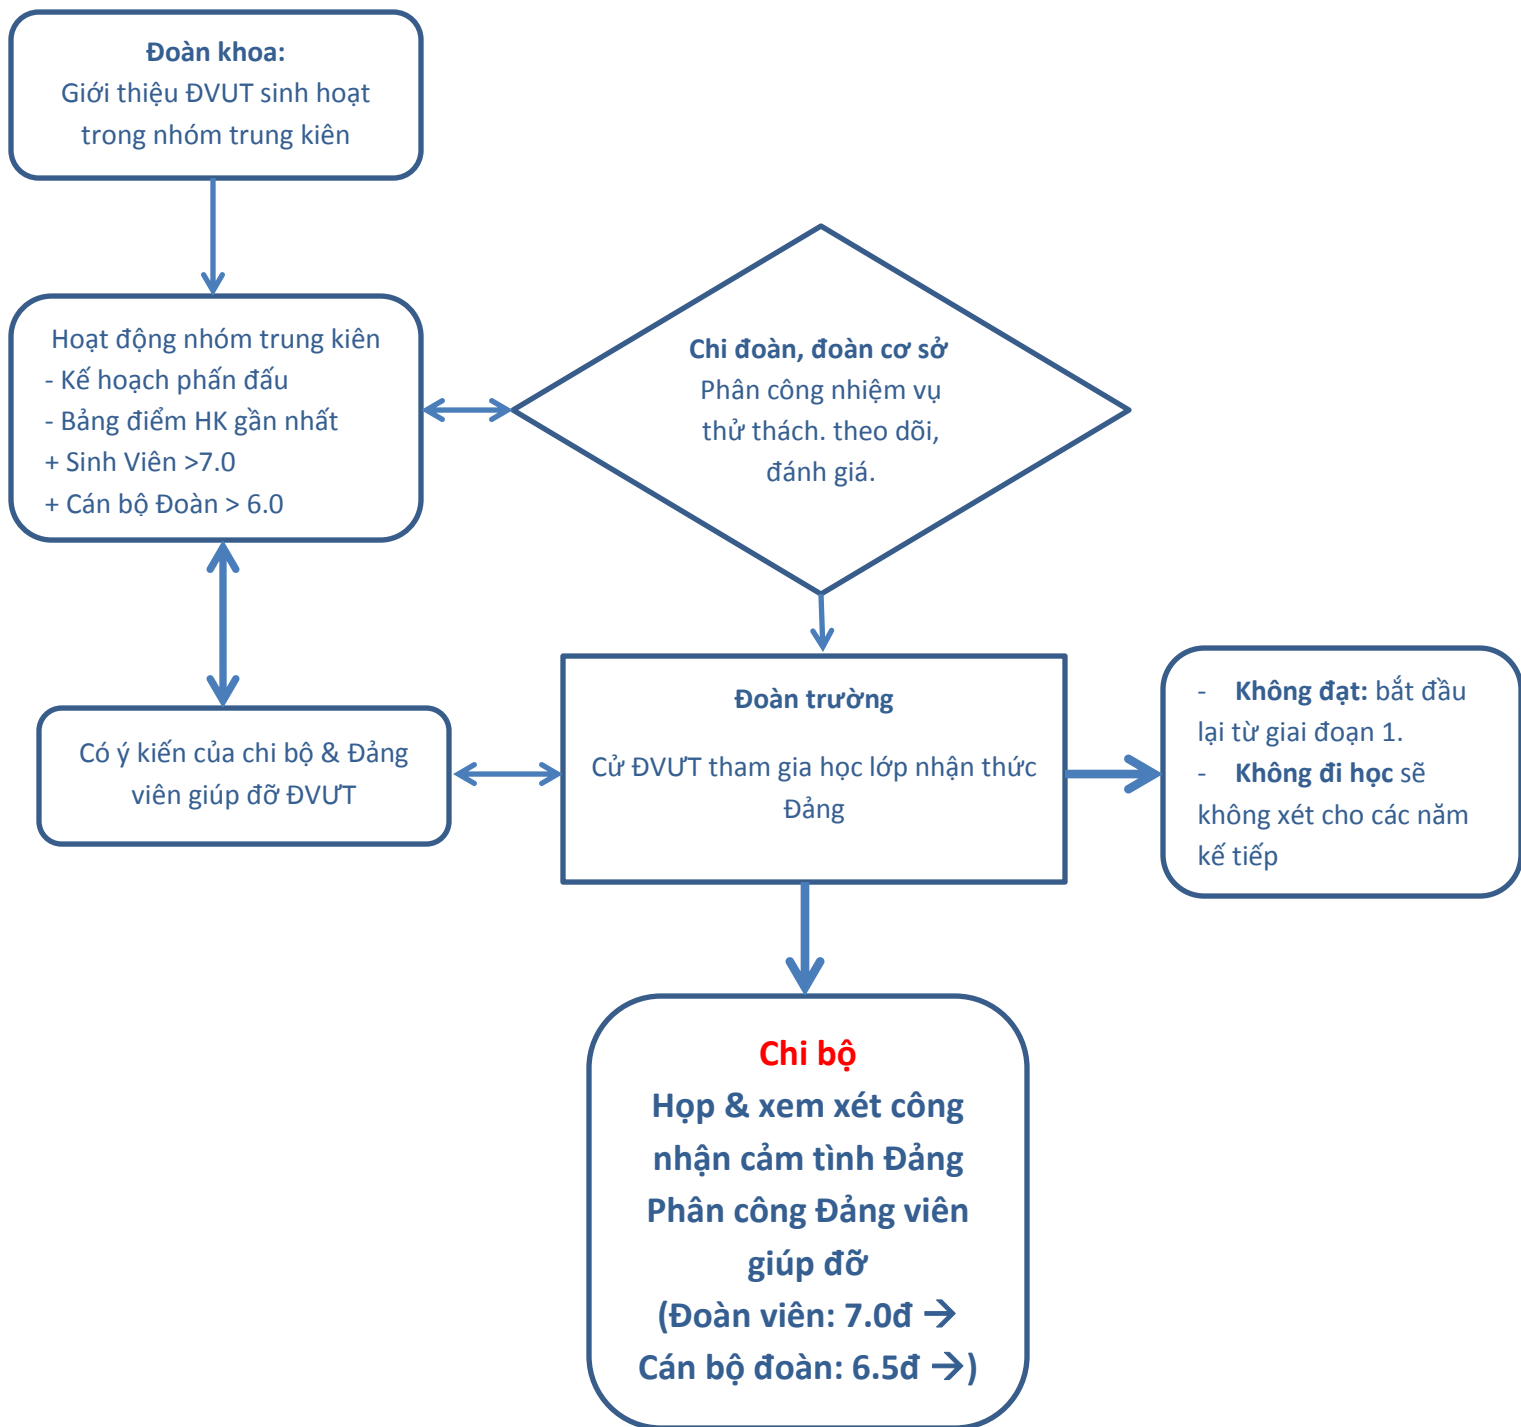 Đoàn khoa:
Giới thiệu ĐVUT sinh hoạt
trong nhóm trung kiên
Hoạt động nhóm trung kiên
- Kế hoạch phấn đấu
- Bảng điểm HK gần nhất
+ Sinh Viên >7.0
+ Cán bộ Đoàn > 6.0
Chi đoàn, đoàn cơ sở
Phân công nhiệm vụ
thử thách. theo dõi,
đánh giá.
Có ý kiến của chi bộ & Đảng
viên giúp đỡ ĐVƯT
Đoàn trường
Cử ĐVƯT tham gia học lớp nhận thức
Đảng
- Không đạt: bắt đầu
lại từ giai đoạn 1.
- Không đi học sẽ
không xét cho các năm
kế tiếp
Chi bộ
Họp & xem xét công
nhận cảm tình Đảng
Phân công Đảng viên
giúp đỡ
(Đoàn viên: 7.0đ →
Cán bộ đoàn: 6.5đ →)